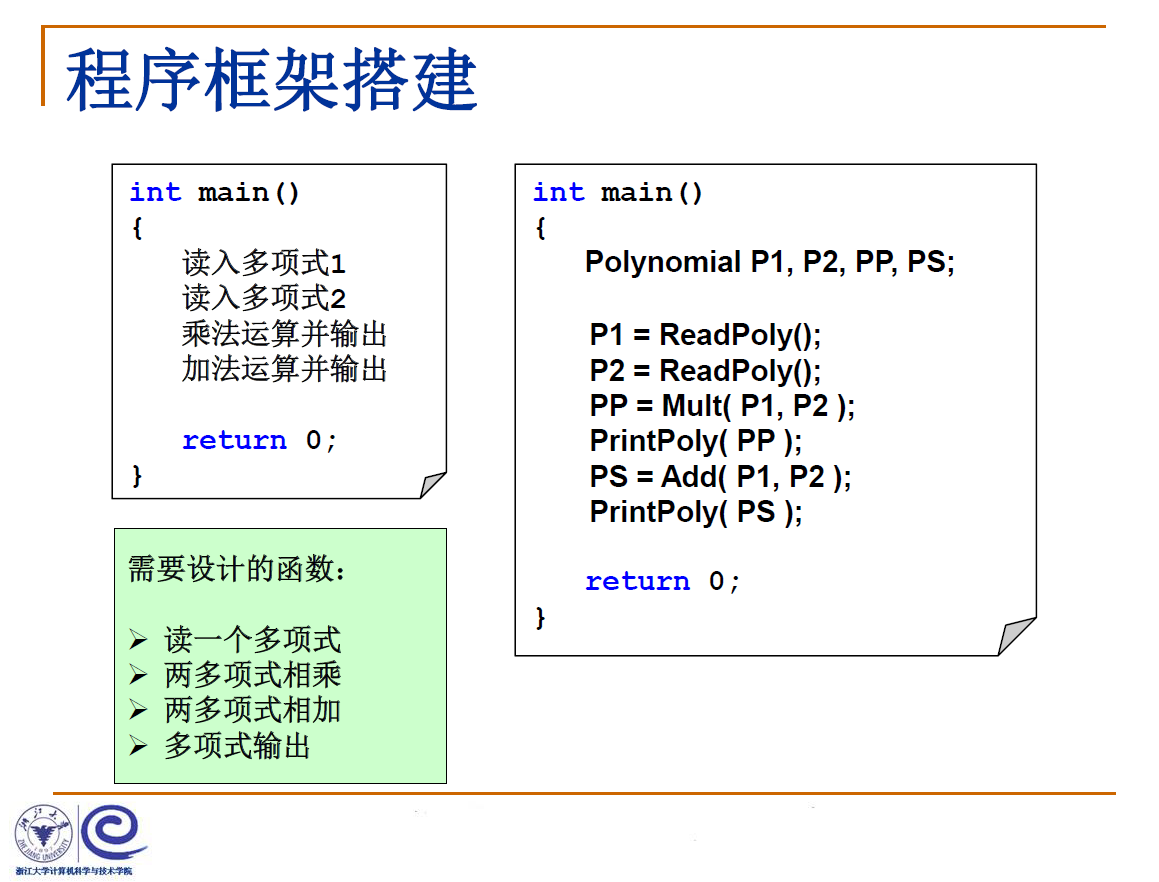 程序框架搭建
int main()
{
读入多项式1
读入多项式2
乘法运算并输出
加法运算并输出
return 0;
}
需要设计的函数：
➢ 读一个多项式
➢ 两多项式相乘
➢ 两多项式相加
➢ 多项式输出
int main()
{
Polynomial P1, P2, PP, PS;
P1 = ReadPoly();
P2 = ReadPoly();
PP = Mult( P1, P2 );
PrintPoly( PP );
PS = Add( P1, P2 );
PrintPoly( PS );
return 0;
}
浙江大学计算机科学与技术学院